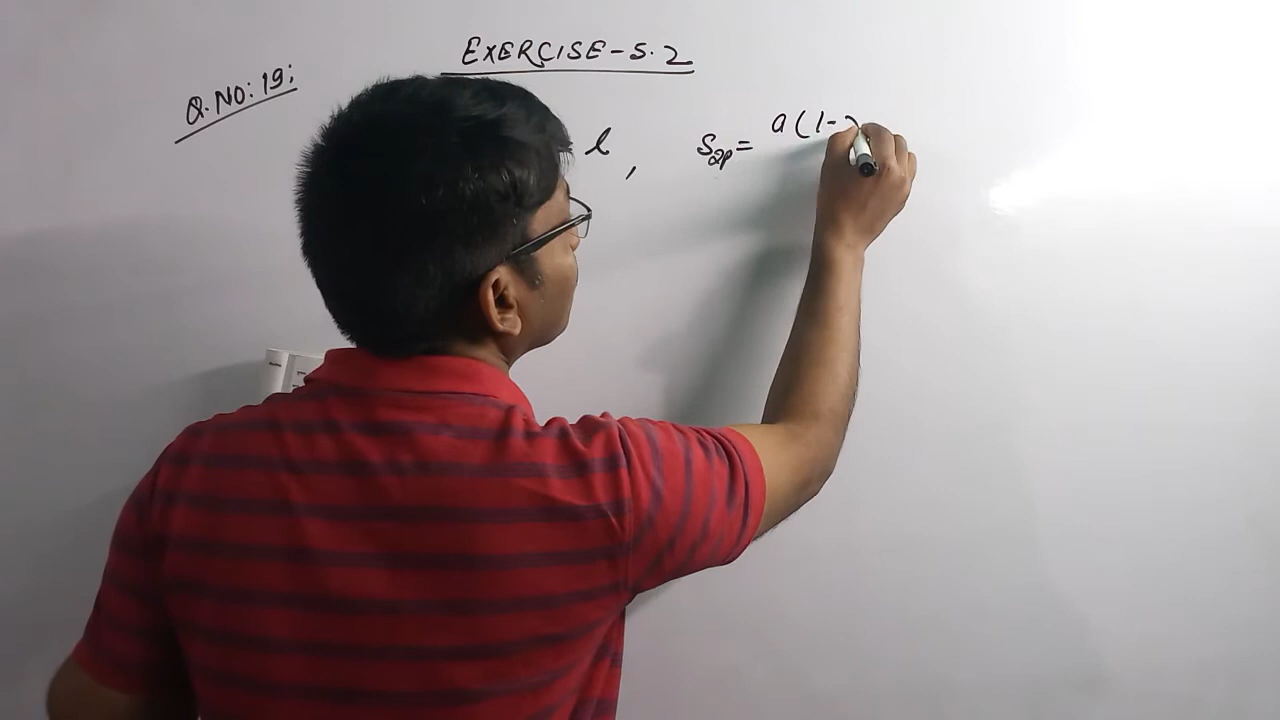 EXERCISE-5.2
Q.NO: 19:
l , S2p= a(1-